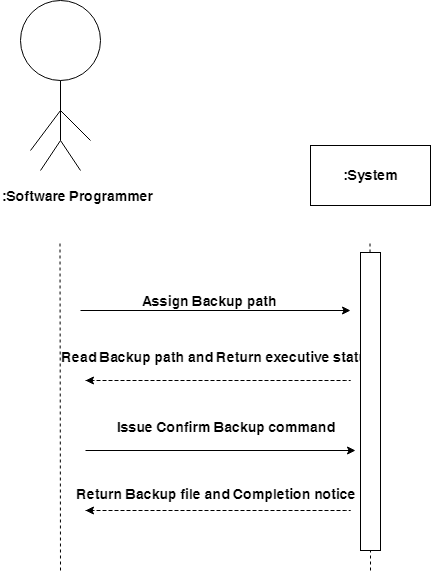 :System
:Software Programmer
Assign Backup path
Read Backup path and Return executive stat
Issue Confirm Backup command
Return Backup file and Completion notice